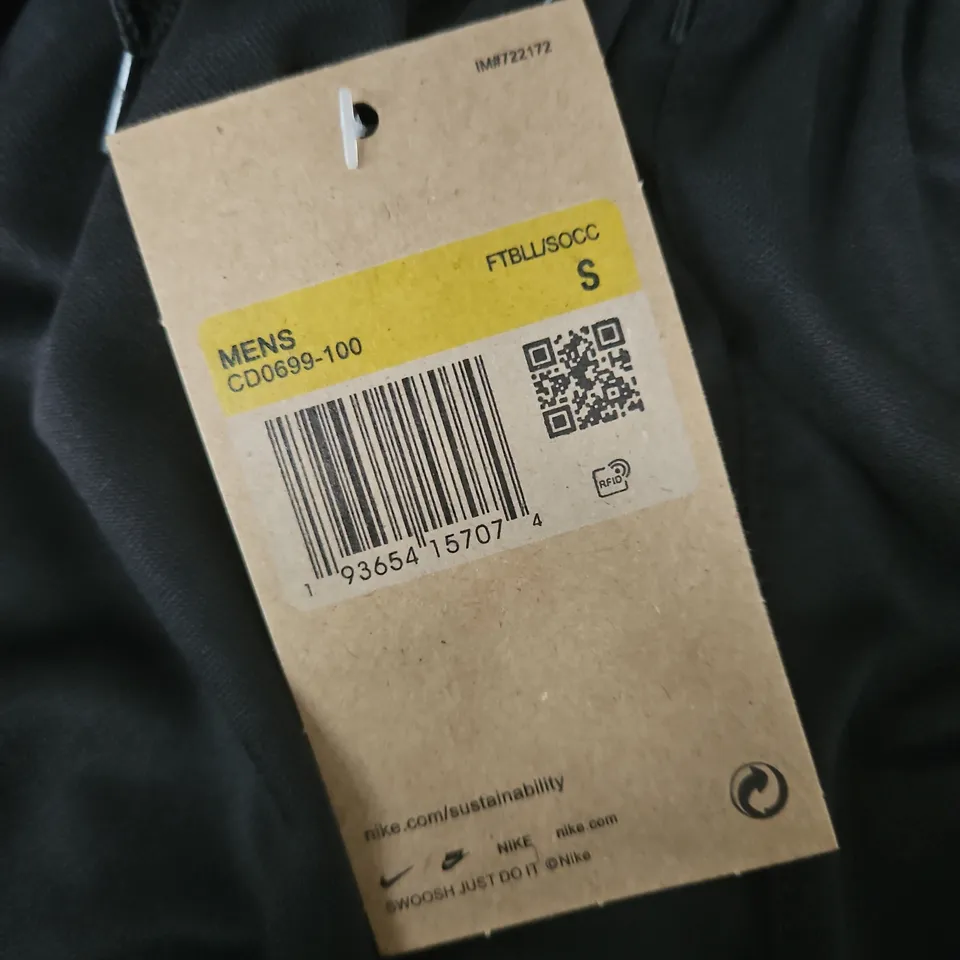 IM#722172
FTBLL/SOCC
S
MENS
CD0699-100
RFID
1 93654 15707 4
nike.com/sustainability
NIKE nike.com
SWOOSH JUST DO IT ©Nike